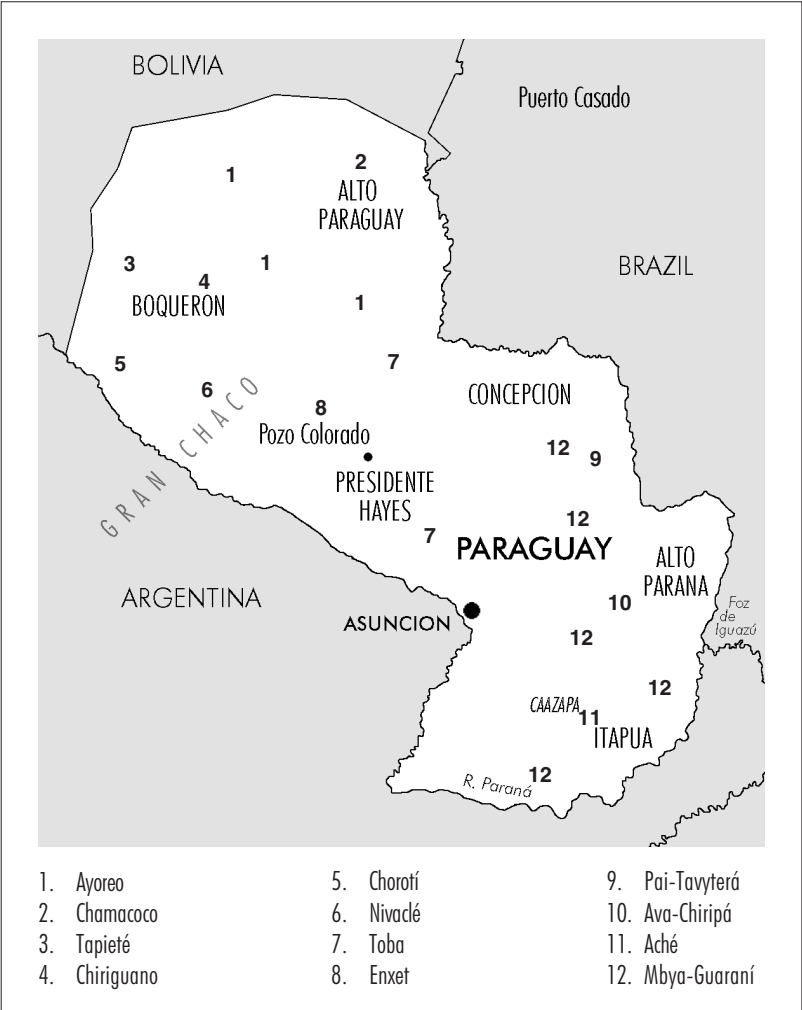 BOLIVIA
Puerto Casado
2
1
ALTO
PARAGUAY
3
1
4
BRAZIL
BOQUERON
1
5
7
6
8
CONCEPCION
GRAN CHACO
Pozo Colorado
12
9
PRESIDENTE
HAYES
12
7
PARAGUAY
ALTO
PARANA
ARGENTINA
10
Foz
de
Iguazú
ASUNCION
12
12
CAAZAPA
11
ITAPUA
12
R. Paraná
1. Ayoreo
2. Chamacoco
3. Tapieté
4. Chiriguano
5. Chorotí
6. Nivaclé
7. Toba
8. Enxet
9. Pai-Tavyterá
10. Ava-Chiripá
11. Aché
12. Mbya-Guaraní